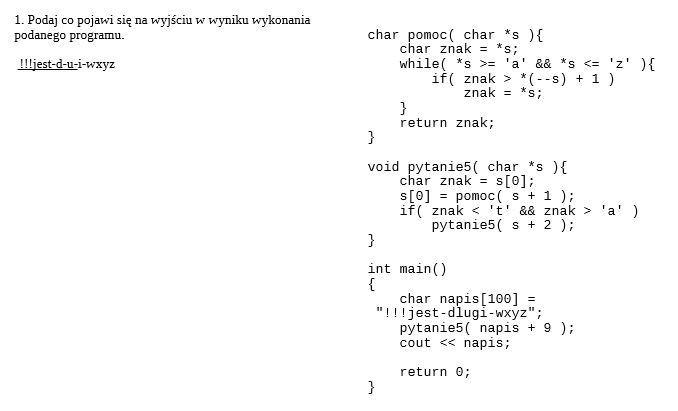 1. Podaj co pojawi się na wyjściu w wyniku wykonania
podanego programu.
!!!jest-d-u-i-wxyz
char pomoc( char *s ){
    char znak = *s;
    while( *s >= 'a' && *s <= 'z' ){
        if( znak > *(--s) + 1 )
            znak = *s;
    }
    return znak;
}
void pytanie5( char *s ){
    char znak = s[0];
    s[0] = pomoc( s + 1 );
    if( znak < 't' && znak > 'a' )
        pytanie5( s + 2 );
}
int main()
{
    char napis[100] =
 "!!!jest-dlugi-wxyz";
    pytanie5( napis + 9 );
    cout << napis;
    return 0;
}